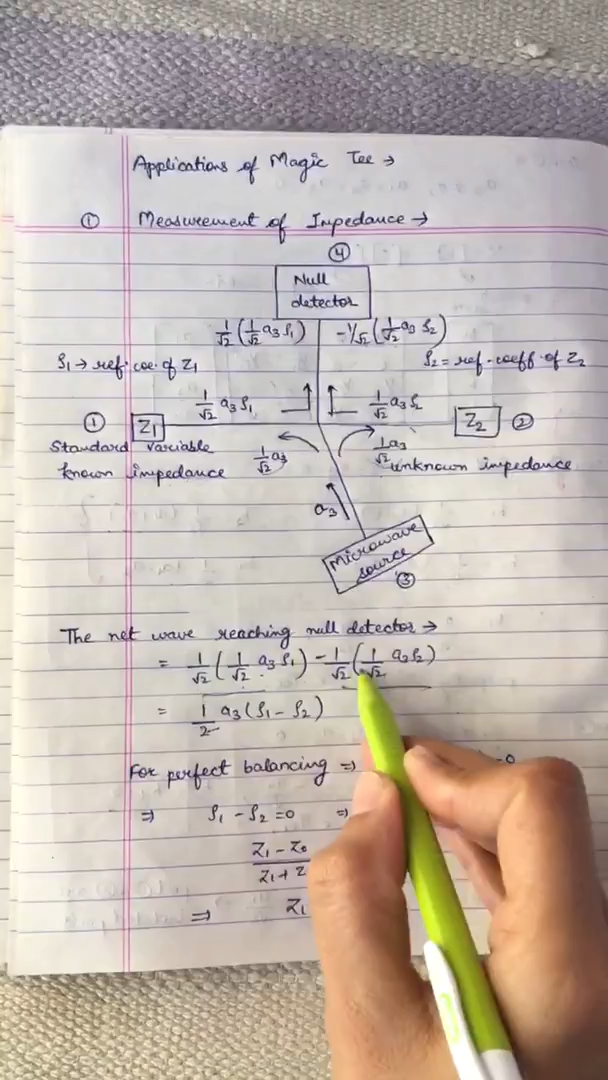 Applications of Magic Tee →
① Measurement of Impedance →
④
Null
detector
1/√2 (1/√2 a3 ρ1)
-1/√2 (1/√2 a3 ρ2)
ρ1 → ref. coe. of Z1
ρ2 = ref-coeff. of Z2
1/√2 a3 ρ1
1/√2 a3 ρ2
① Z1
Z2 ②
Standard variable
known impedance
1/√2 a3
1/√2 a3
unknown impedance
a3
Microwave
source
③
The net wave reaching null detector →
= 1/√2 (1/√2 a3 ρ1) - 1/√2 (1/√2 a3 ρ2)
= 1/2 a3 (ρ1 - ρ2)
For perfect balancing ⇒
⇒ ρ1 - ρ2 = 0 ⇒
Z1 - Z0
Z1 + Z
⇒ Z1